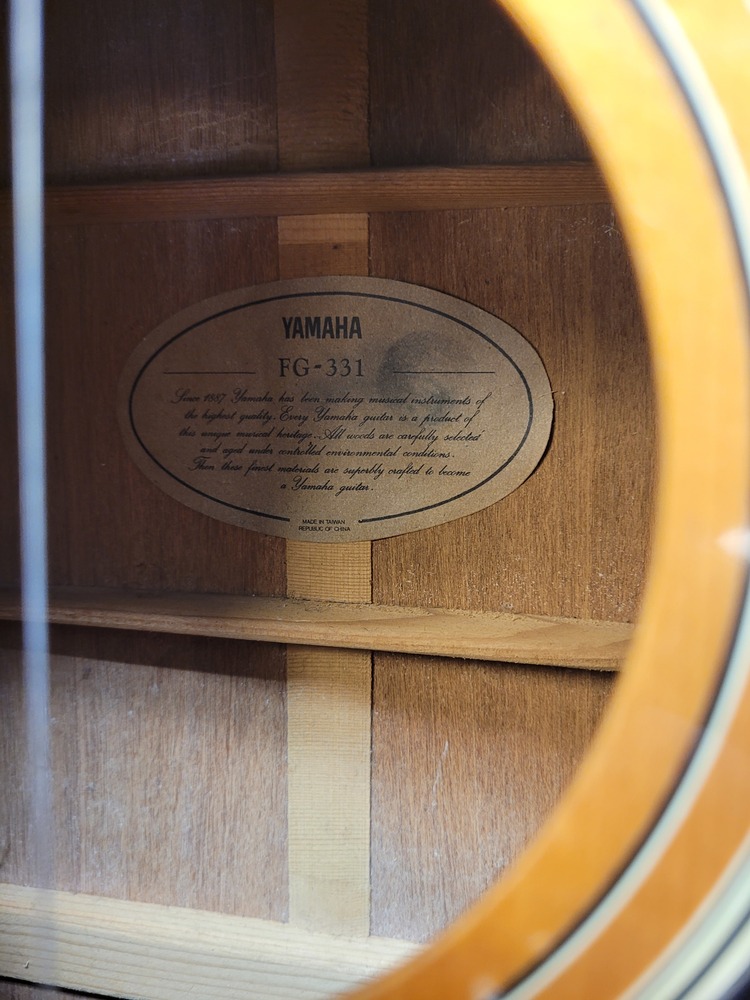 YAMAHA
FG-331
Since 1887 Yamaha has been making musical instruments of
the highest quality. Every Yamaha guitar is a product of
this unique musical heritage. All woods are carefully selected
and aged under controlled environmental conditions.
Then these finest materials are superbly crafted to become
a Yamaha guitar.
MADE IN TAIWAN
REPUBLIC OF CHINA